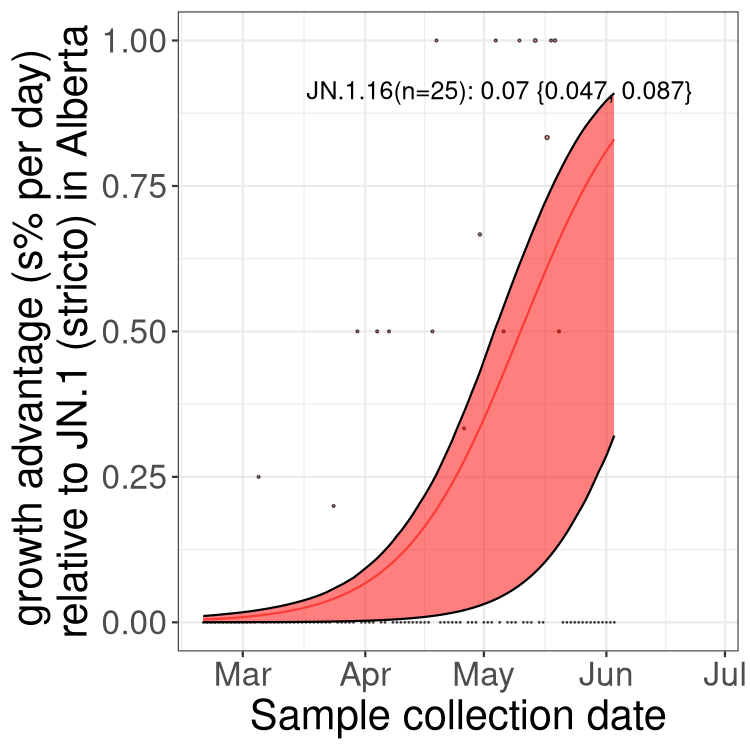 growth advantage (s% per day)
relative to JN.1 (stricto) in Alberta
1.00
0.75
0.50
0.25
0.00
JN.1.16(n=25): 0.07 {0.047, 0.087}
Mar Apr May Jun Jul
Sample collection date